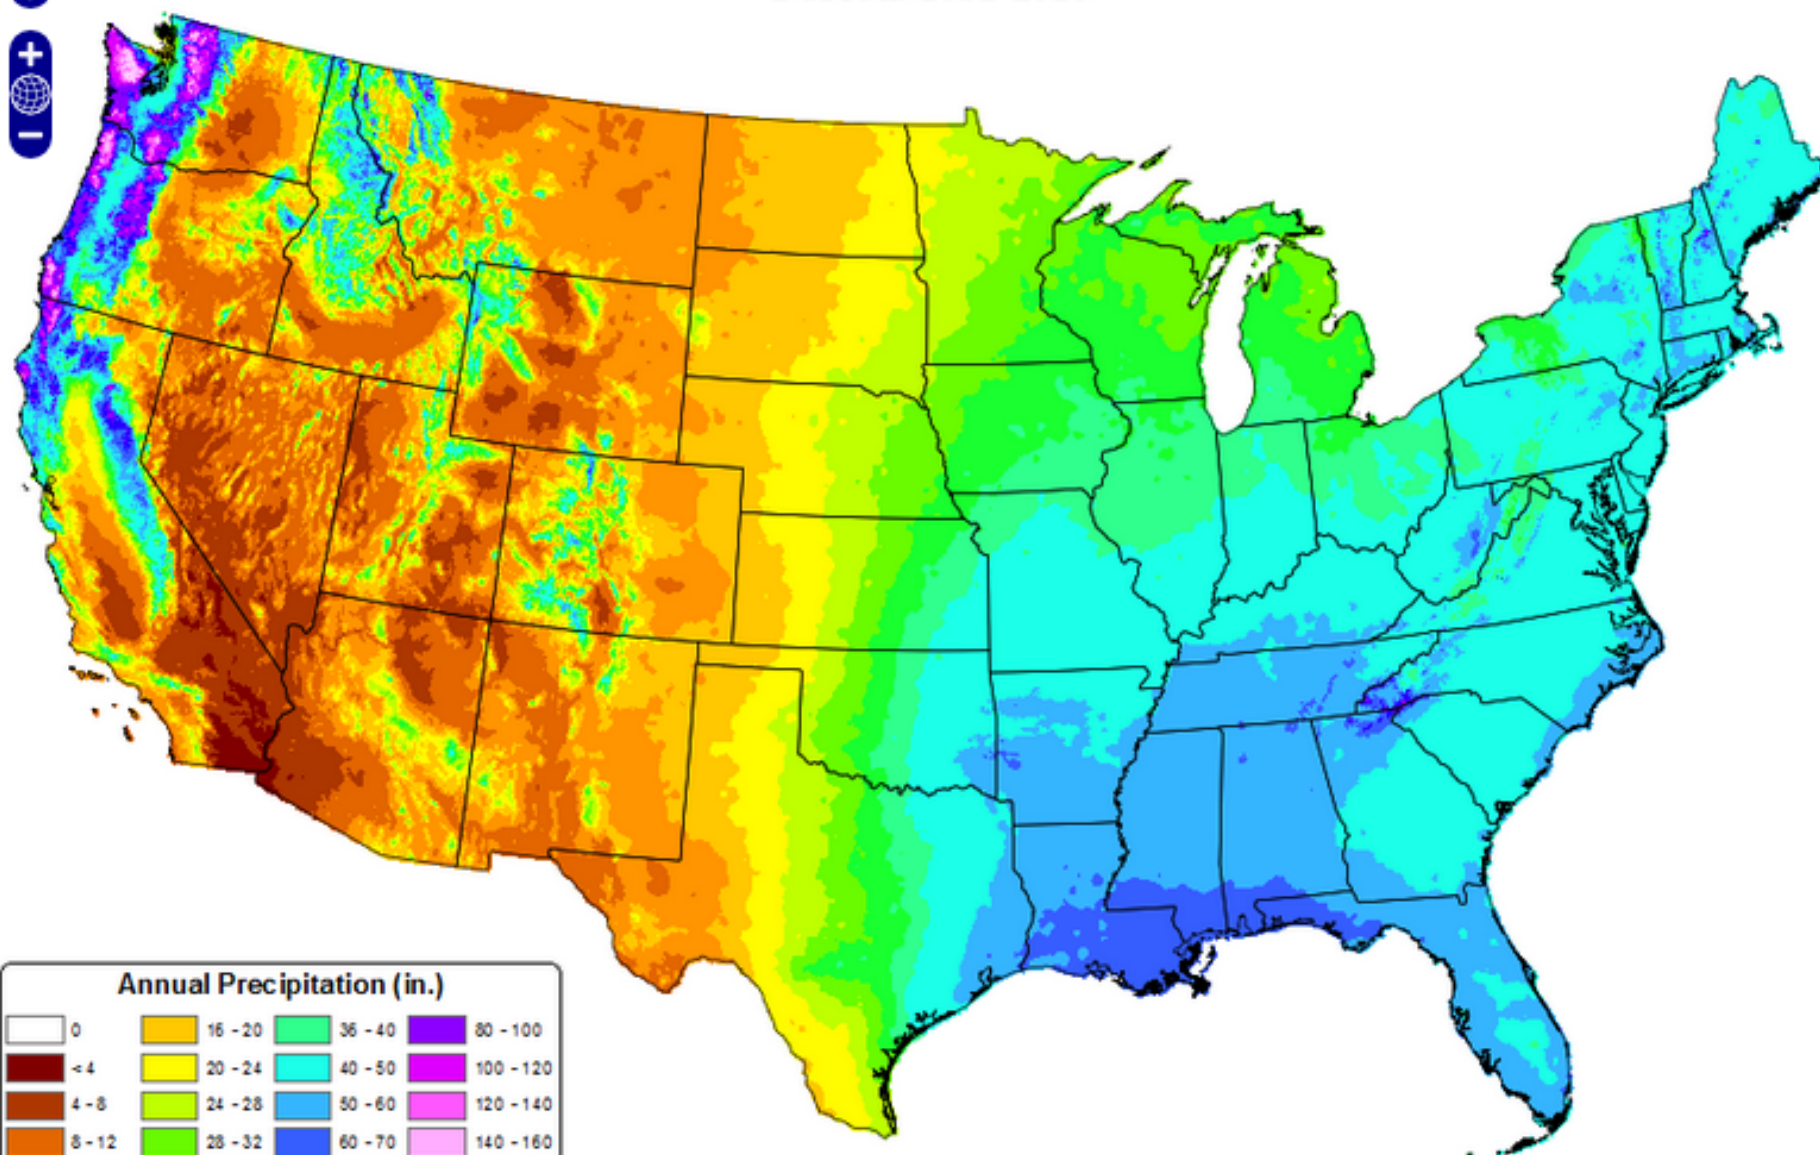 +
−
Annual Precipitation (in.)
0 16 - 20 36 - 40 80 - 100
< 4 20 - 24 40 - 50 100 - 120
4 - 8 24 - 28 50 - 60 120 - 140
8 - 12 28 - 32 60 - 70 140 - 160